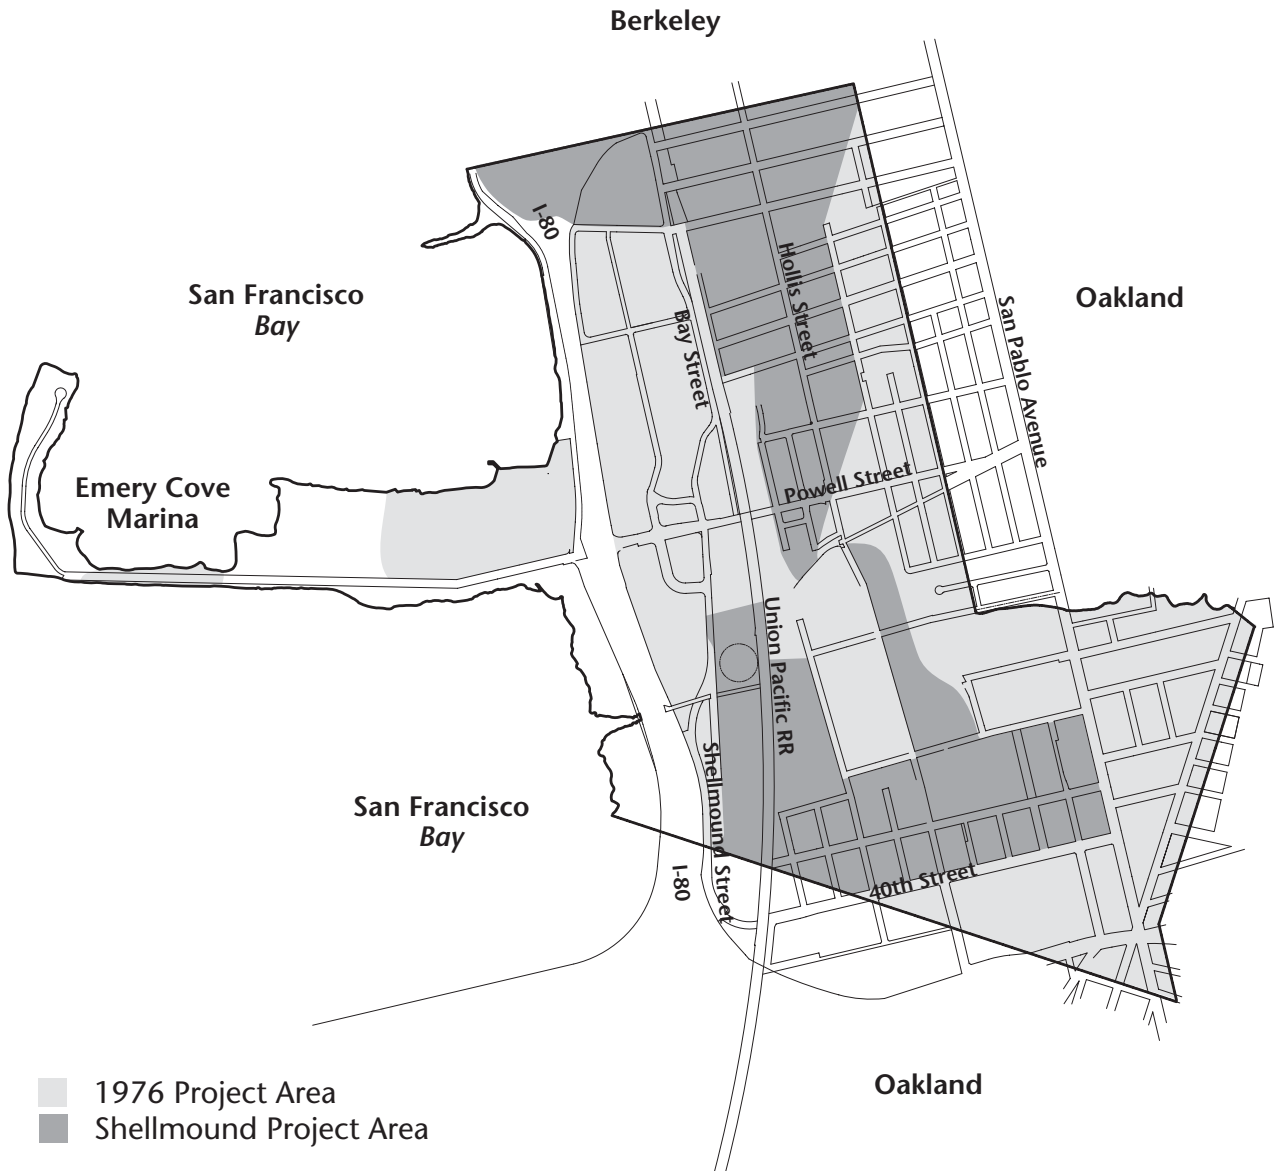 Berkeley
I-80
San Francisco
Bay
Hollis Street
Oakland
Bay Street
San Pablo Avenue
Emery Cove
Marina
Powell Street
Union Pacific RR
Shellmound Street
San Francisco
Bay
I-80
40th Street
Oakland
1976 Project Area
Shellmound Project Area